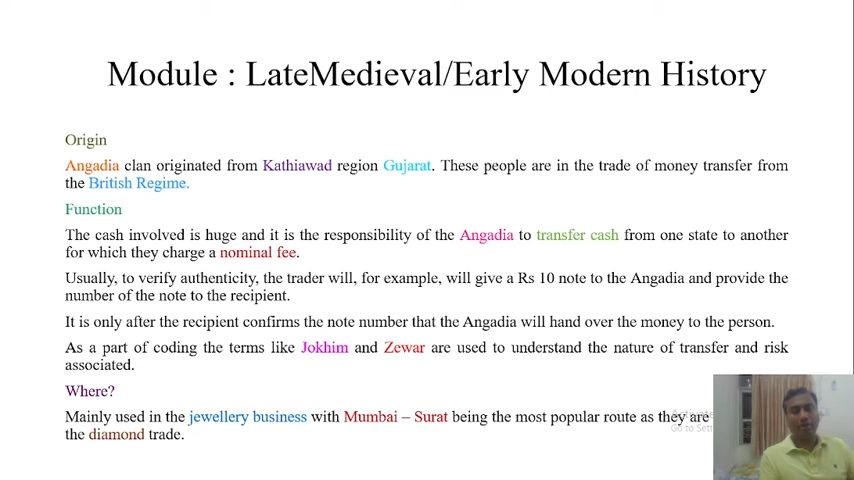 Module : LateMedieval/Early Modern History
Origin
Angadia clan originated from Kathiawad region Gujarat. These people are in the trade of money transfer from
the British Regime.
Function
The cash involved is huge and it is the responsibility of the Angadia to transfer cash from one state to another
for which they charge a nominal fee.
Usually, to verify authenticity, the trader will, for example, will give a Rs 10 note to the Angadia and provide the
number of the note to the recipient.
It is only after the recipient confirms the note number that the Angadia will hand over the money to the person.
As a part of coding the terms like Jokhim and Zewar are used to understand the nature of transfer and risk
associated.
Where?
Mainly used in the jewellery business with Mumbai – Surat being the most popular route as they are
the diamond trade.
Go to